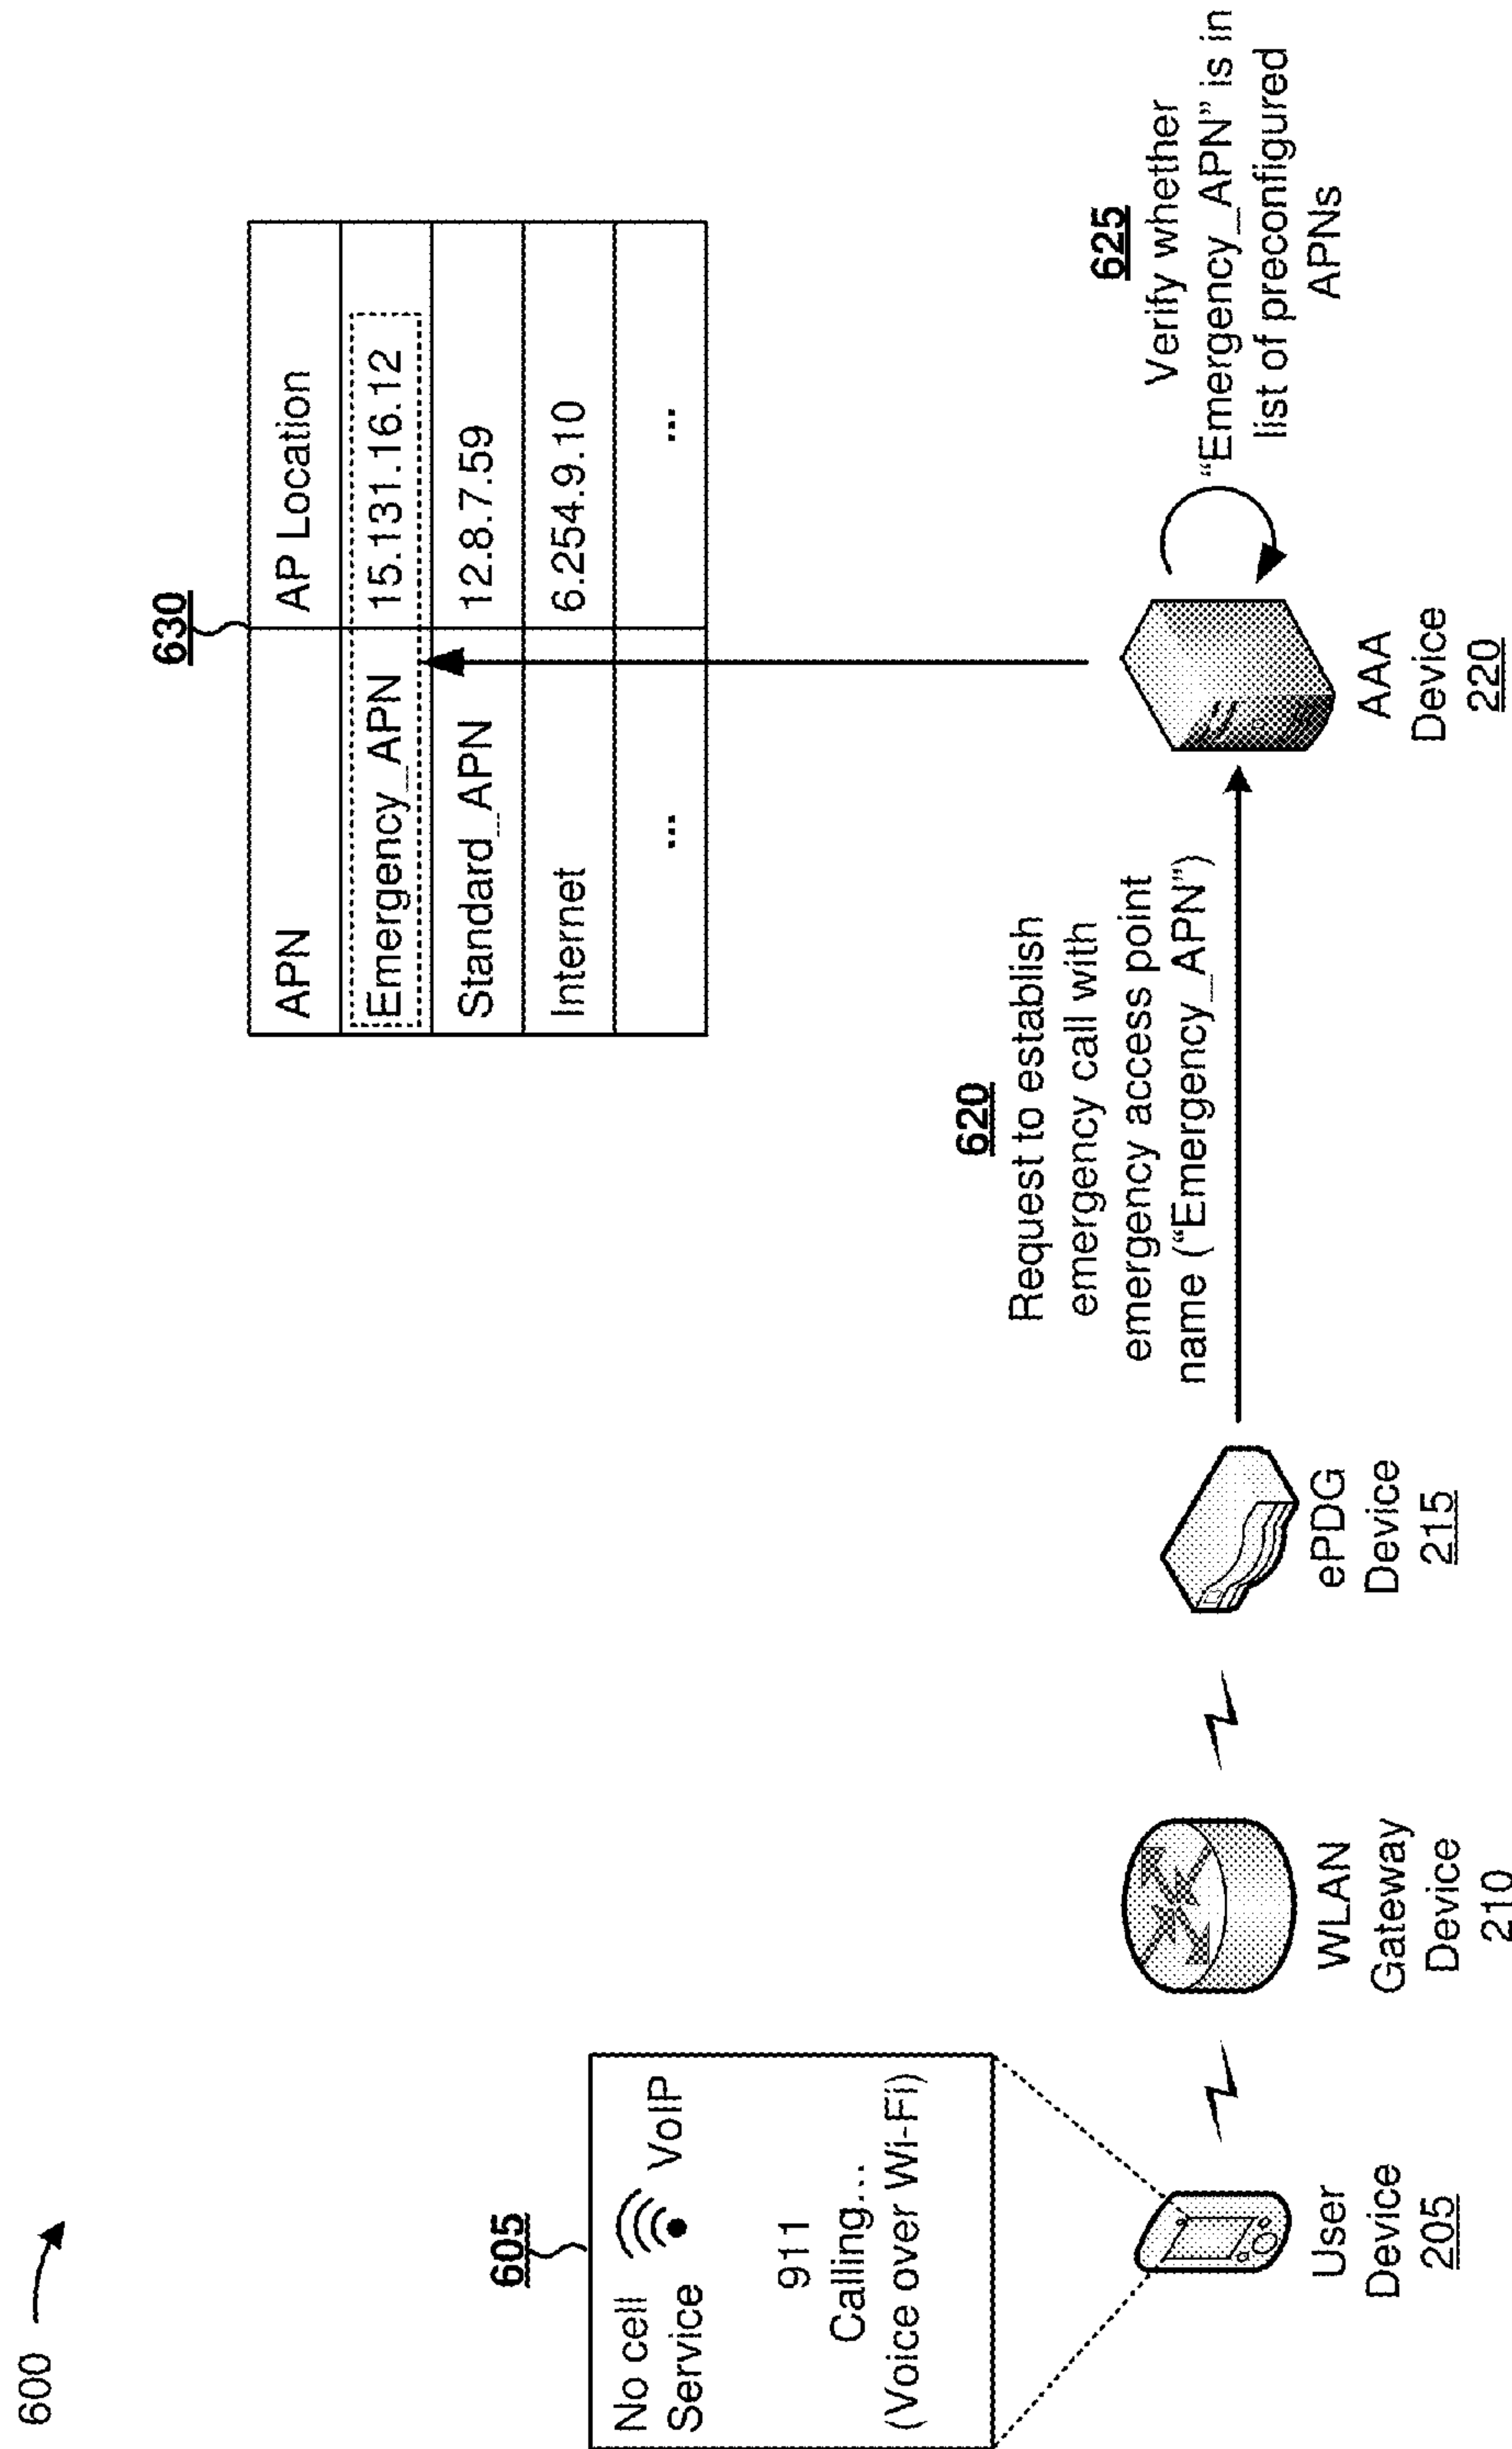 600
605
No cell Service
VoIP
911
Calling...
(Voice over Wi-Fi)
User
Device
205
WLAN
Gateway
Device
210
ePDG
Device
215
620
Request to establish
emergency call with
emergency access point
name ("Emergency_APN")
AAA
Device
220
625
Verify whether
"Emergency_APN" is in
list of preconfigured
APNs
630
APN AP Location
Emergency_APN 15.131.16.12
Standard_APN 12.8.7.59
Internet 6.254.9.10
... ...